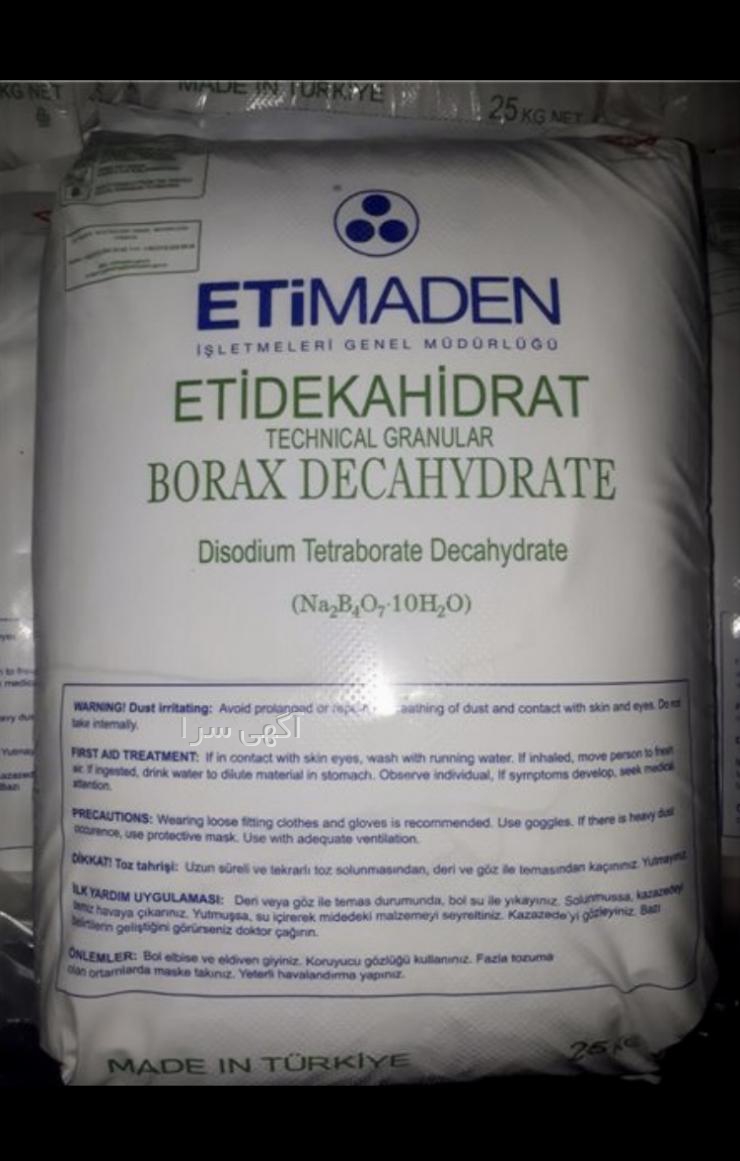 KG NET
MADE IN TÜRKİYE
25 KG NET
ETİMADEN
İŞLETMELERİ GENEL MÜDÜRLÜĞÜ
ETİDEKAHİDRAT
TECHNICAL GRANULAR
BORAX DECAHYDRATE
Disodium Tetraborate Decahydrate
(Na₂B₄O₇·10H₂O)
WARNING! Dust irritating: Avoid prolanged or breathing of dust and contact with skin and eyes. Do not
take internally.
آگهی سرا
FIRST AID TREATMENT: If in contact with skin eyes, wash with running water. If inhaled, move person to fresh
air. If ingested, drink water to dilute material in stomach. Observe individual, If symptoms develop, seek medical
attention.
PRECAUTIONS: Wearing loose fitting clothes and gloves is recommended. Use goggles. If there is heavy dust
occurence, use protective mask. Use with adequate ventilation.
DİKKAT! Toz tahrişi: Uzun süreli ve tekrarlı toz solunmasından, deri ve göz ile temasından kaçınınız. Yutmayınız.
İLK YARDIM UYGULAMASI: Deri veya göz ile temas durumunda, bol su ile yıkayınız. Solunmussa, kazazedeyi
temiz havaya çıkarınız. Yutmuşsa, su içirerek midedeki malzemeyi seyreltiniz. Kazazede'yi gözleyiniz. Bazı
belirtilerin geliştiğini görürseniz doktor çağırın.
ÖNLEMLER: Bol elbise ve eldiven giyiniz. Koruyucu gözlüğü kullanınız. Fazla tozuma
olan ortamlarda maske takınız. Yeterli havalandırma yapınız.
MADE IN TÜRKİYE
25 KG